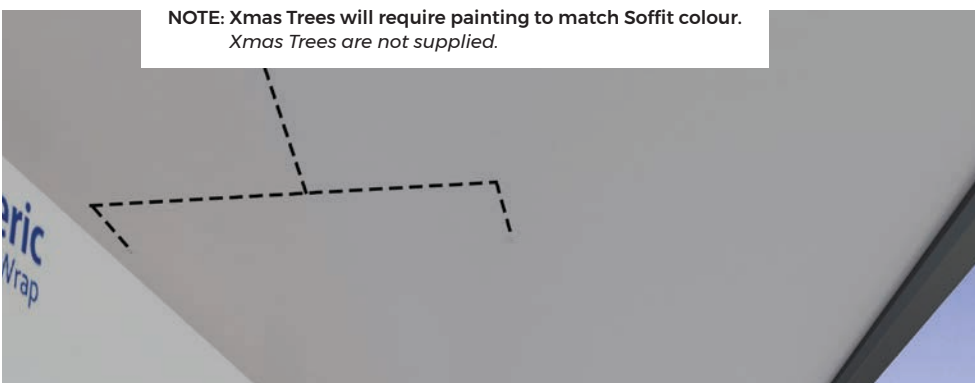 NOTE: Xmas Trees will require painting to match Soffit colour.
Xmas Trees are not supplied.
eric
Wrap